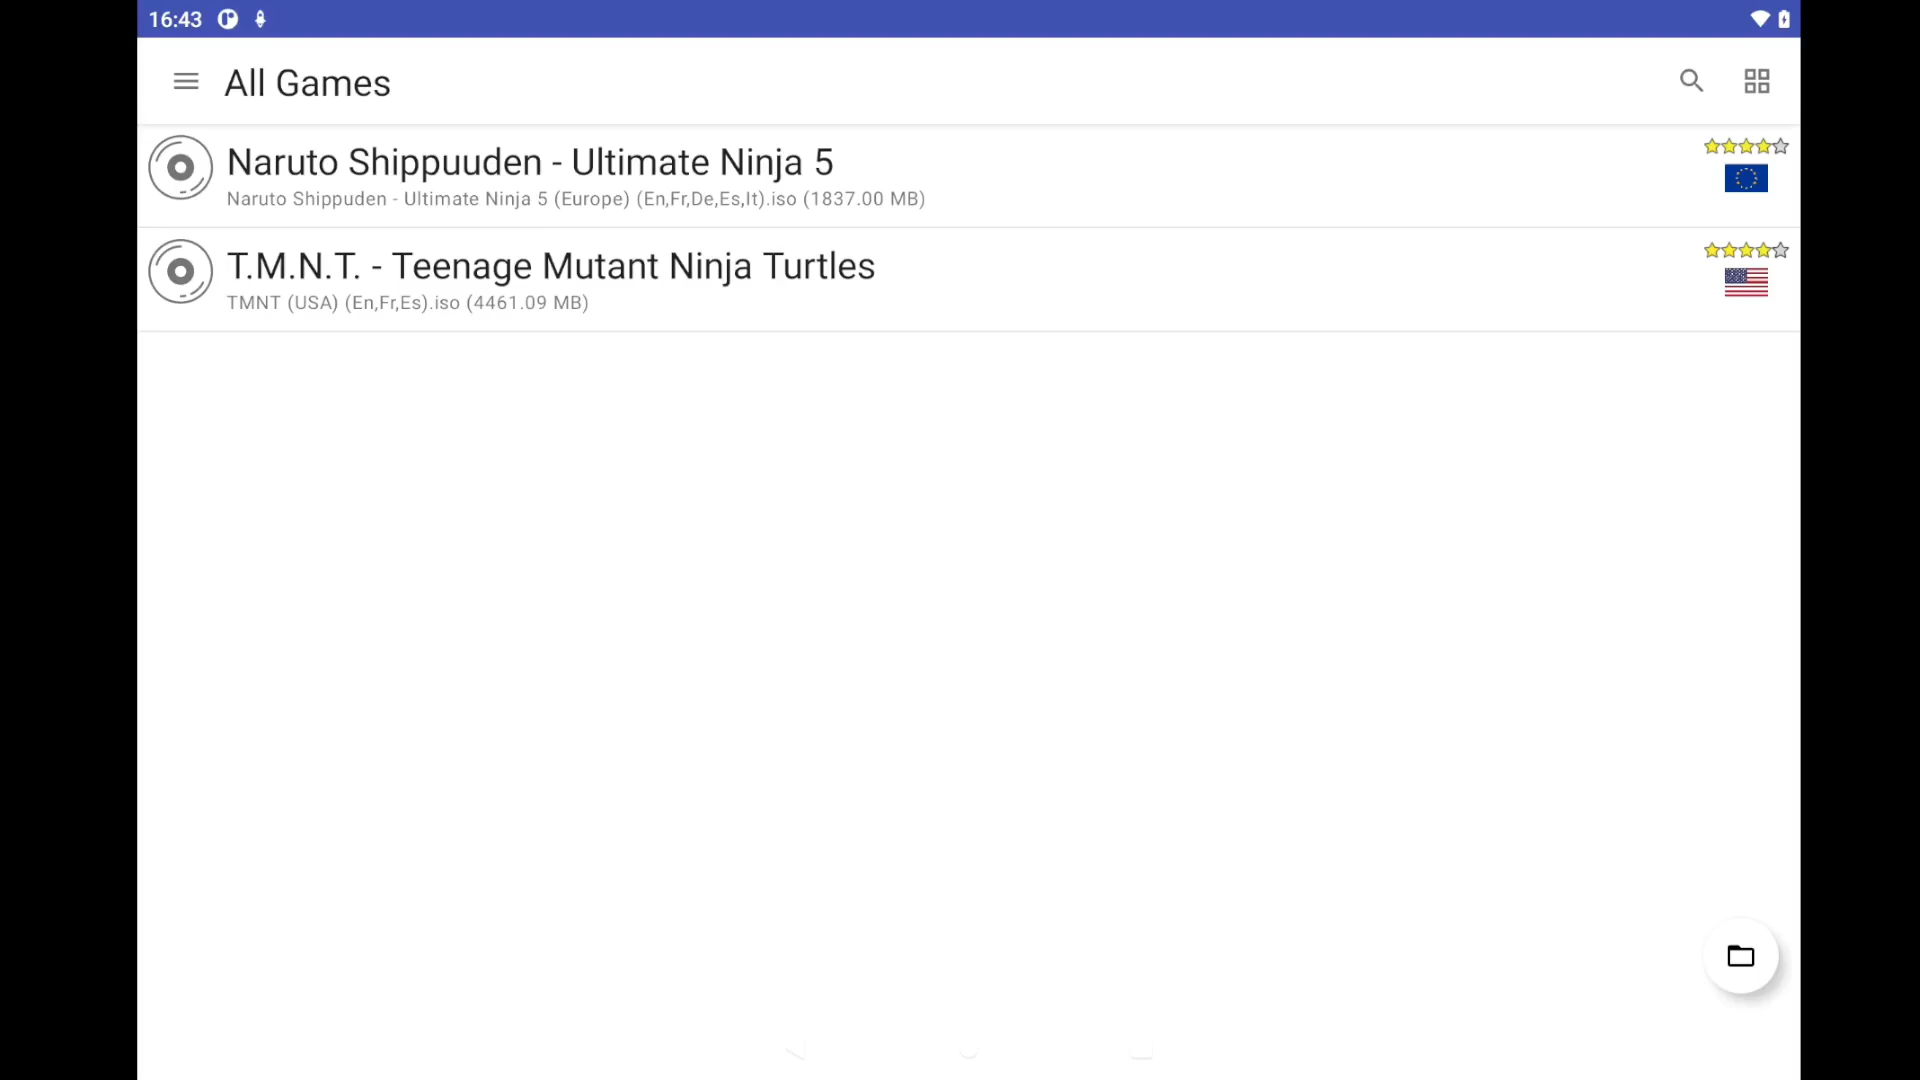 16:43
All Games
Naruto Shippuuden - Ultimate Ninja 5
Naruto Shippuden - Ultimate Ninja 5 (Europe) (En,Fr,De,Es,It).iso (1837.00 MB)
T.M.N.T. - Teenage Mutant Ninja Turtles
TMNT (USA) (En,Fr,Es).iso (4461.09 MB)